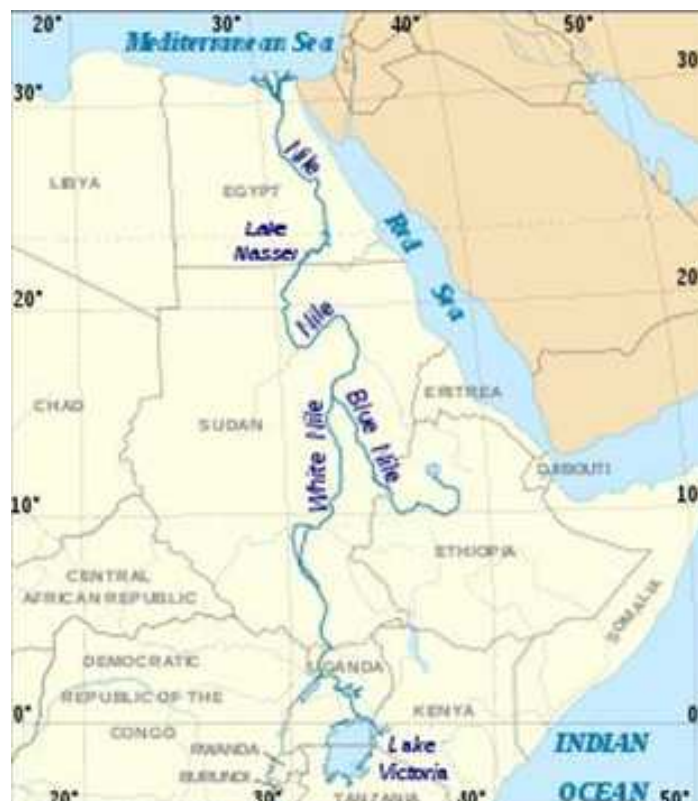 20° 30° 40° 50°
Mediterranean Sea
30° 30°
Nile
LIBYA
EGYPT
Lake
Nasser
Red
Sea
20° 20°
Nile
ERITREA
CHAD
SUDAN
White Nile
Blue Nile
DJIBOUTI
10° 10°
ETHIOPIA
CENTRAL
AFRICAN REPUBLIC
SOMALIA
DEMOCRATIC
REPUBLIC OF THE
CONGO
UGANDA
KENYA
0° 0°
RWANDA
BURUNDI
Lake
Victoria
INDIAN
OCEAN
TANZANIA
20° 30° 40° 50°